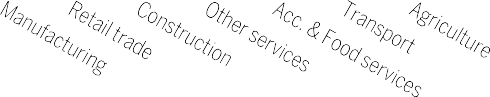 Manufacturing
Retail trade
Construction
Other services
Acc. & Food services
Transport
Agriculture